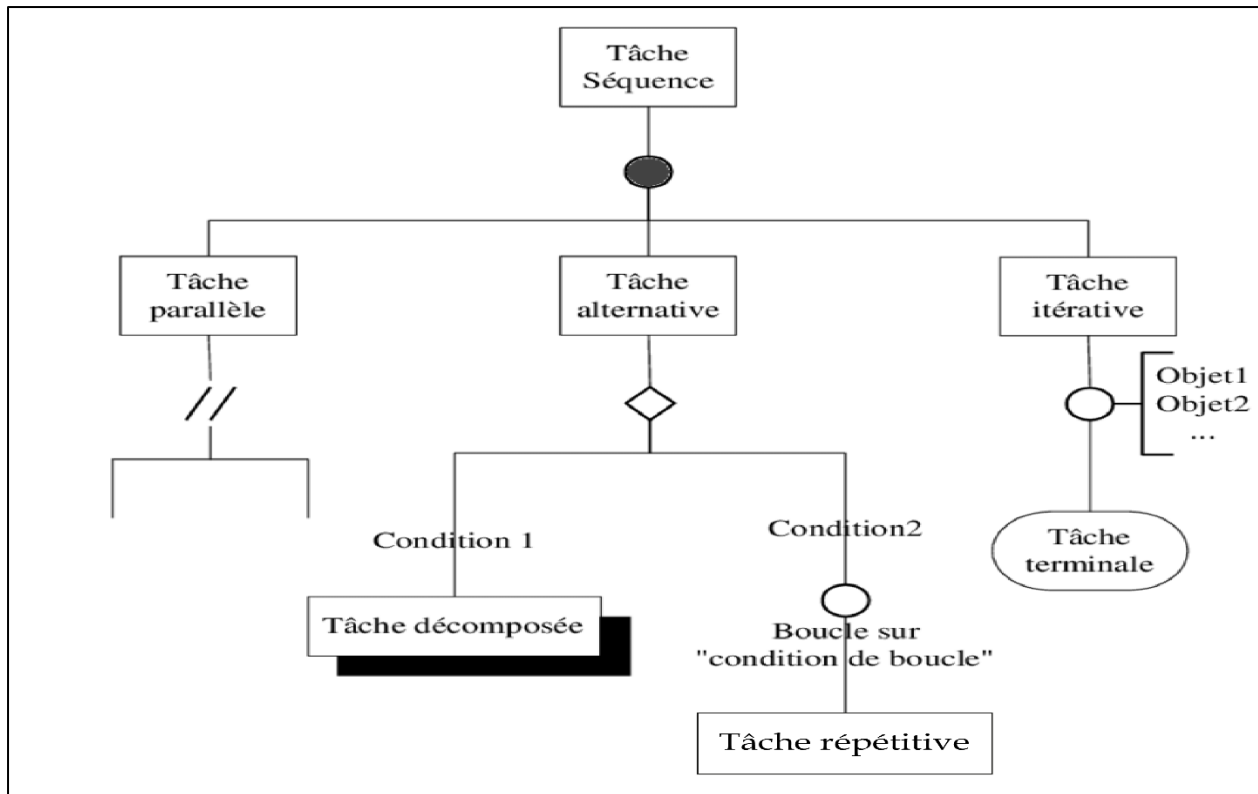 Tâche
Séquence
Tâche
parallèle
Tâche
alternative
Tâche
itérative
Objet1
Objet2
...
Condition 1
Condition2
Tâche
terminale
Tâche décomposée
Boucle sur
"condition de boucle"
Tâche répétitive